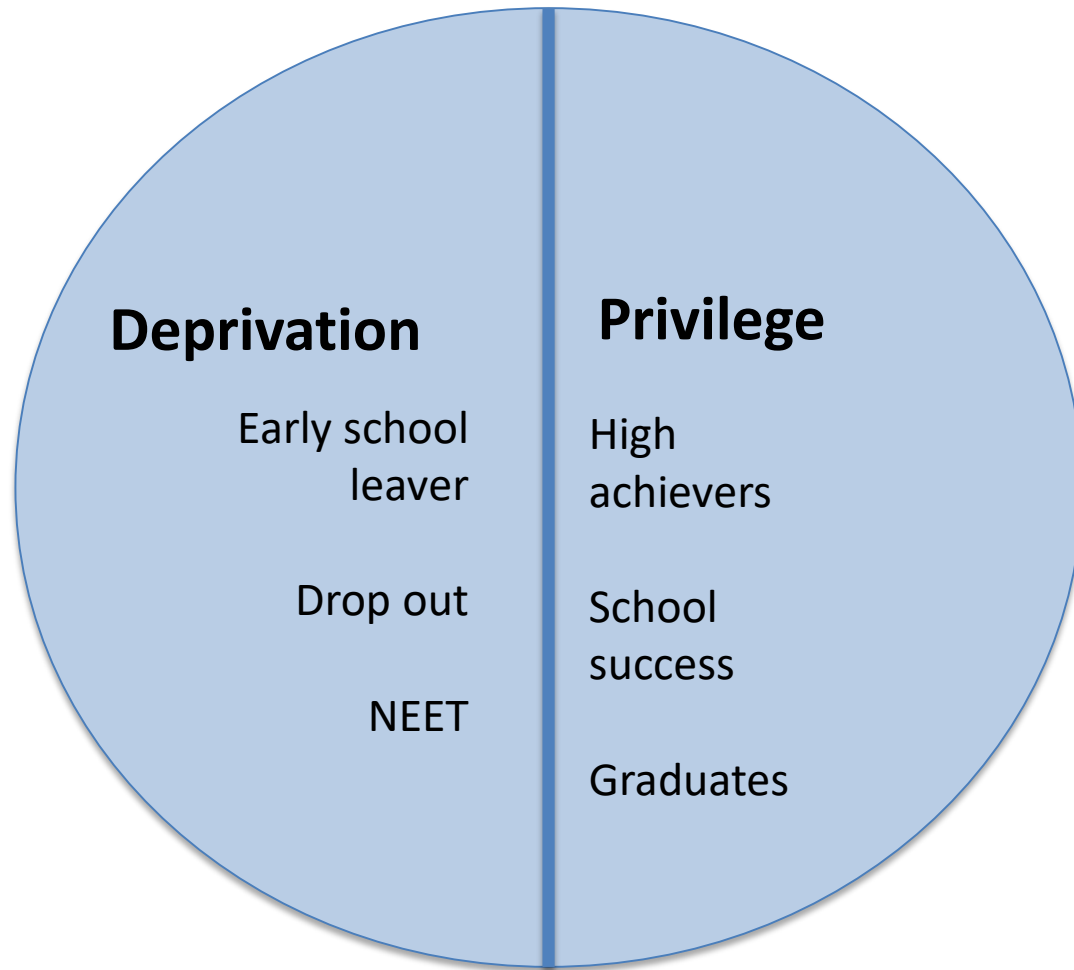 Deprivation
Early school
leaver
Drop out
NEET
Privilege
High
achievers
School
success
Graduates